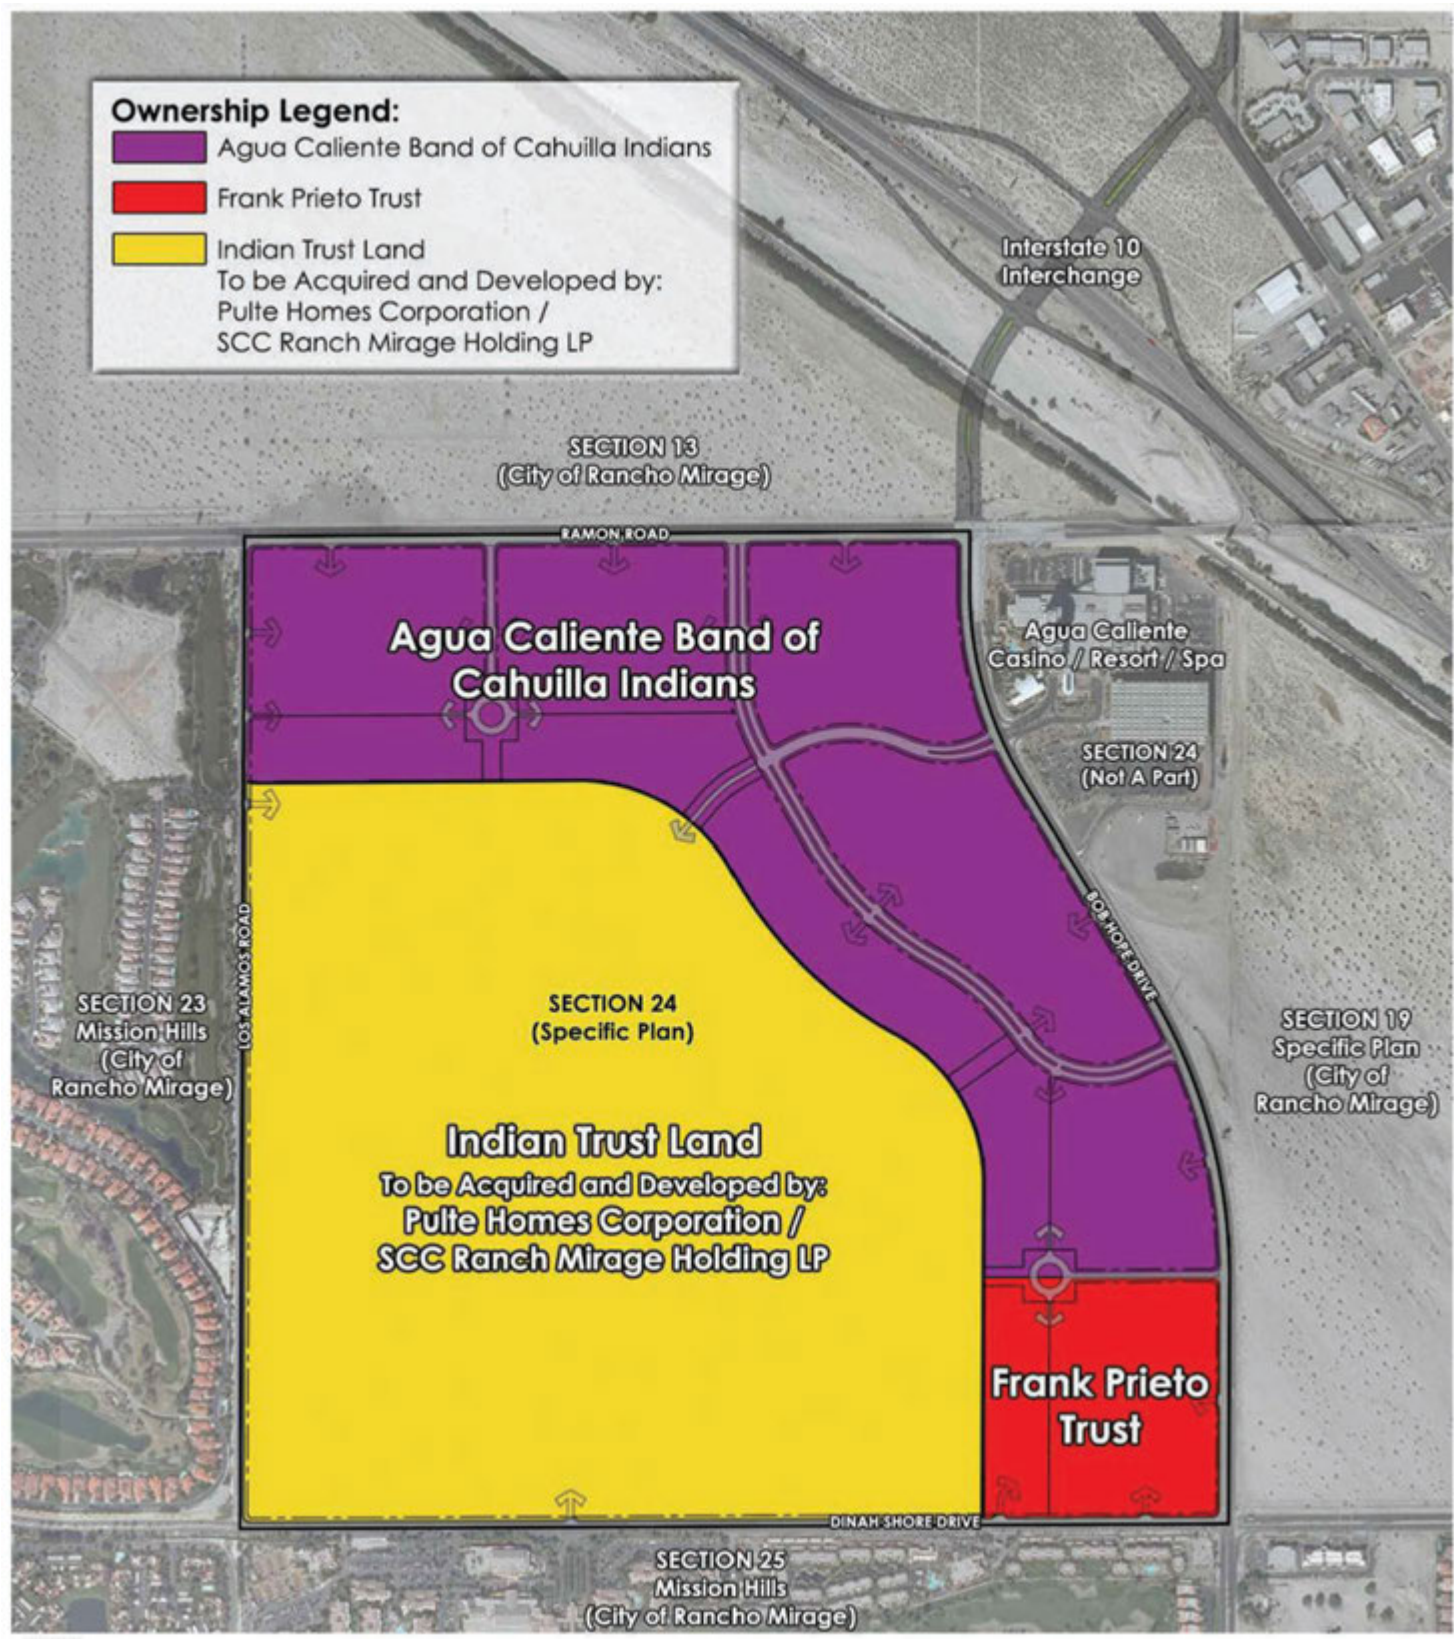 Ownership Legend:
Agua Caliente Band of Cahuilla Indians
Frank Prieto Trust
Indian Trust Land
To be Acquired and Developed by:
Pulte Homes Corporation /
SCC Ranch Mirage Holding LP
Interstate 10
Interchange
SECTION 13
(City of Rancho Mirage)
RAMON ROAD
Agua Caliente Band of
Cahuilla Indians
Agua Caliente
Casino / Resort / Spa
SECTION 24
(Not A Part)
BOB HOPE DRIVE
LOS ALAMOS ROAD
SECTION 23
Mission Hills
(City of
Rancho Mirage)
SECTION 24
(Specific Plan)
SECTION 19
Specific Plan
(City of
Rancho Mirage)
Indian Trust Land
To be Acquired and Developed by:
Pulte Homes Corporation /
SCC Ranch Mirage Holding LP
Frank Prieto
Trust
DINAH SHORE DRIVE
SECTION 25
Mission Hills
(City of Rancho Mirage)